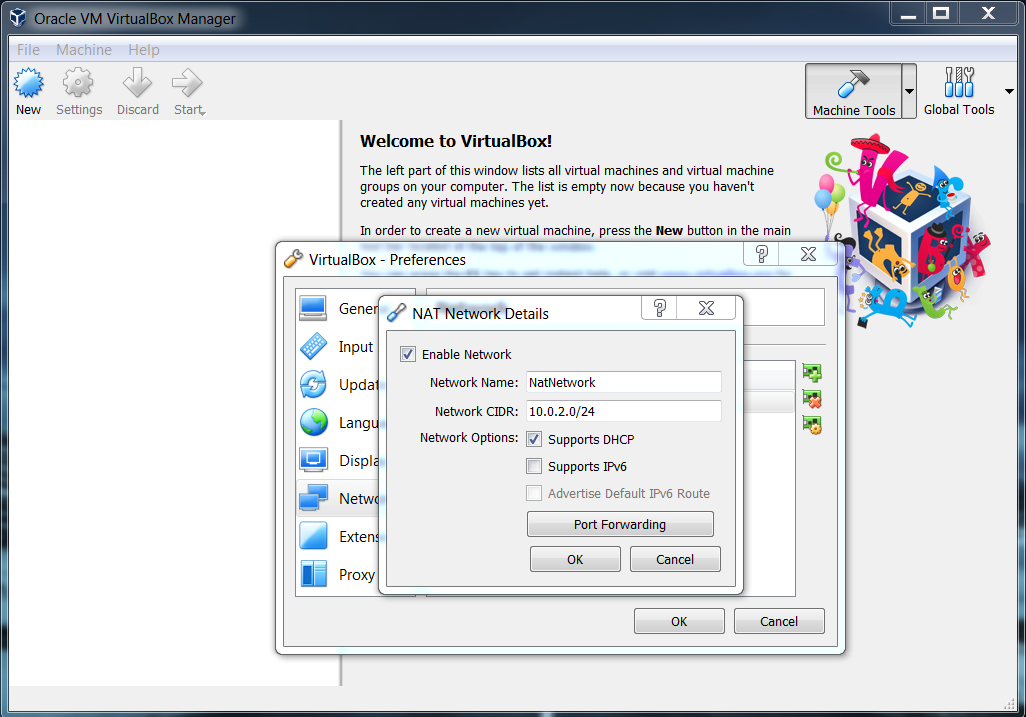 Oracle VM VirtualBox Manager
File Machine Help
New Settings Discard Start
Machine Tools Global Tools
Welcome to VirtualBox!
The left part of this window lists all virtual machines and virtual machine
groups on your computer. The list is empty now because you haven't
created any virtual machines yet.
In order to create a new virtual machine, press the New button in the main
VirtualBox - Preferences
NAT Network Details
Gener
Input
Updat
Langu
Displa
Netwo
Extens
Proxy
Enable Network
Network Name: NatNetwork
Network CIDR: 10.0.2.0/24
Network Options: Supports DHCP
Supports IPv6
Advertise Default IPv6 Route
Port Forwarding
OK Cancel
OK Cancel